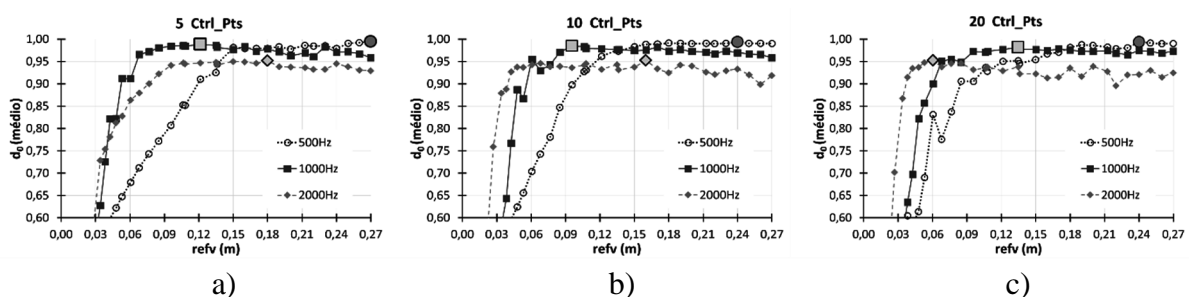 5 Ctrl_Pts
1,00
0,95
0,90
0,85
0,80
0,75
0,70
0,65
0,60
d₀ (médio)
500Hz
1000Hz
2000Hz
0,00 0,03 0,06 0,09 0,12 0,15 0,18 0,21 0,24 0,27
refv (m)
a)
10 Ctrl_Pts
1,00
0,95
0,90
0,85
0,80
0,75
0,70
0,65
0,60
d₀ (médio)
500Hz
1000Hz
2000Hz
0,00 0,03 0,06 0,09 0,12 0,15 0,18 0,21 0,24 0,27
refv (m)
b)
20 Ctrl_Pts
1,00
0,95
0,90
0,85
0,80
0,75
0,70
0,65
0,60
d₀ (médio)
500Hz
1000Hz
2000Hz
0,00 0,03 0,06 0,09 0,12 0,15 0,18 0,21 0,24 0,27
refv (m)
c)